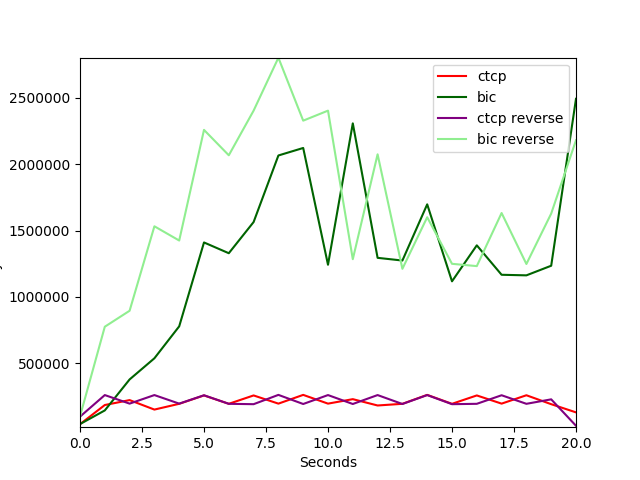 ctcp
bic
ctcp reverse
bic reverse
2500000
2000000
1500000
1000000
500000
0.0 2.5 5.0 7.5 10.0 12.5 15.0 17.5 20.0
Seconds